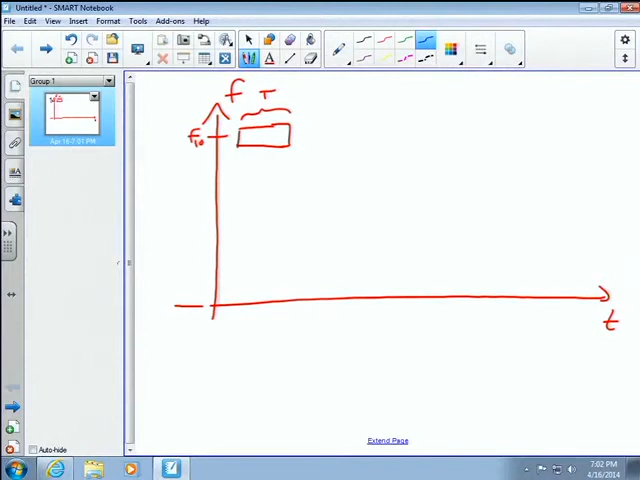 Untitled * - SMART Notebook
File Edit View Insert Format Tools Add-ons Help
Group 1
Apr 16-7:01 PM
f
T
f10
t
Extend Page
Auto-hide
7:02 PM
4/16/2014